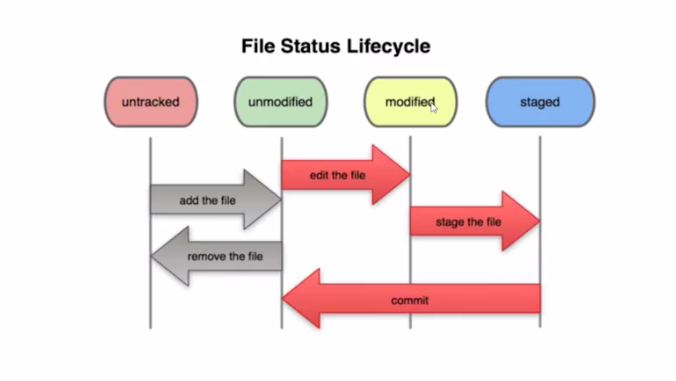 File Status Lifecycle
untracked
unmodified
modified
staged
edit the file
add the file
stage the file
remove the file
commit